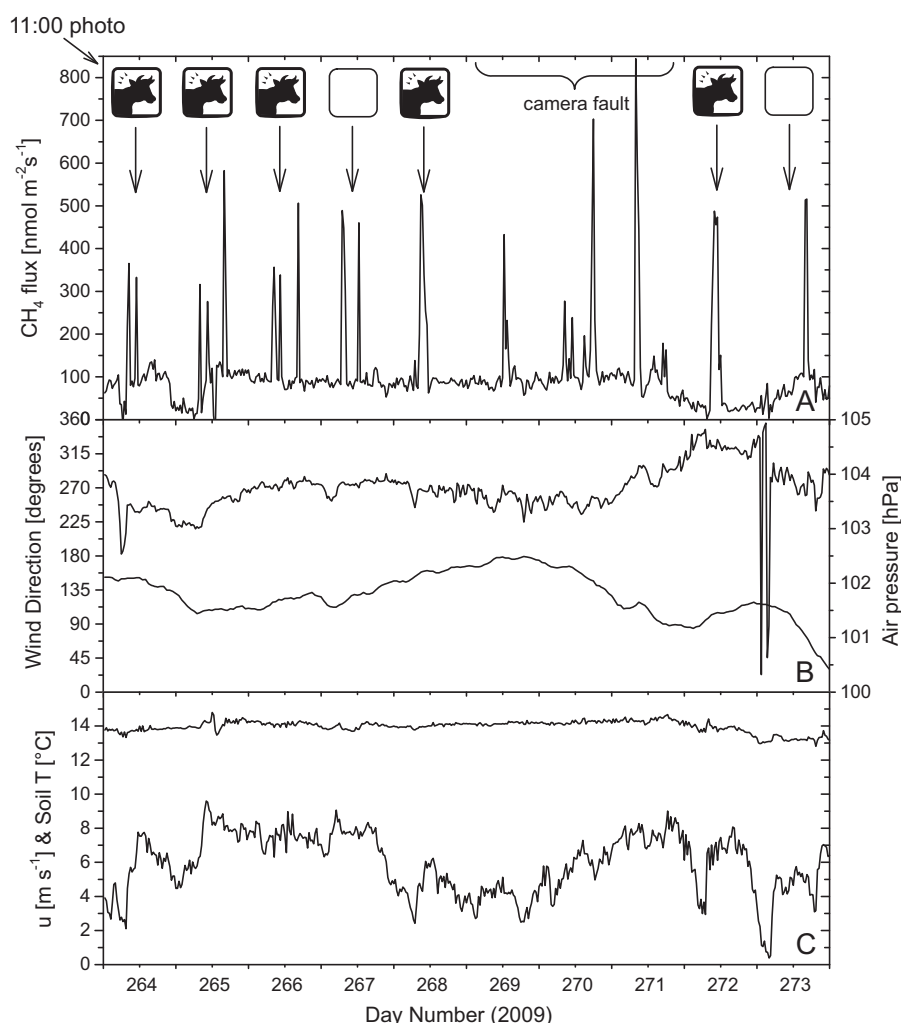 11:00 photo
camera fault
CH₄ flux [nmol m⁻²s⁻¹]
800
700
600
500
400
300
200
100
0
A
Wind Direction [degrees]
360
315
270
225
180
135
90
45
0
105
104
103
102
101
100
Air pressure [hPa]
B
u [m s⁻¹] & Soil T [°C]
14
12
10
8
6
4
2
0
C
264 265 266 267 268 269 270 271 272 273
Day Number (2009)